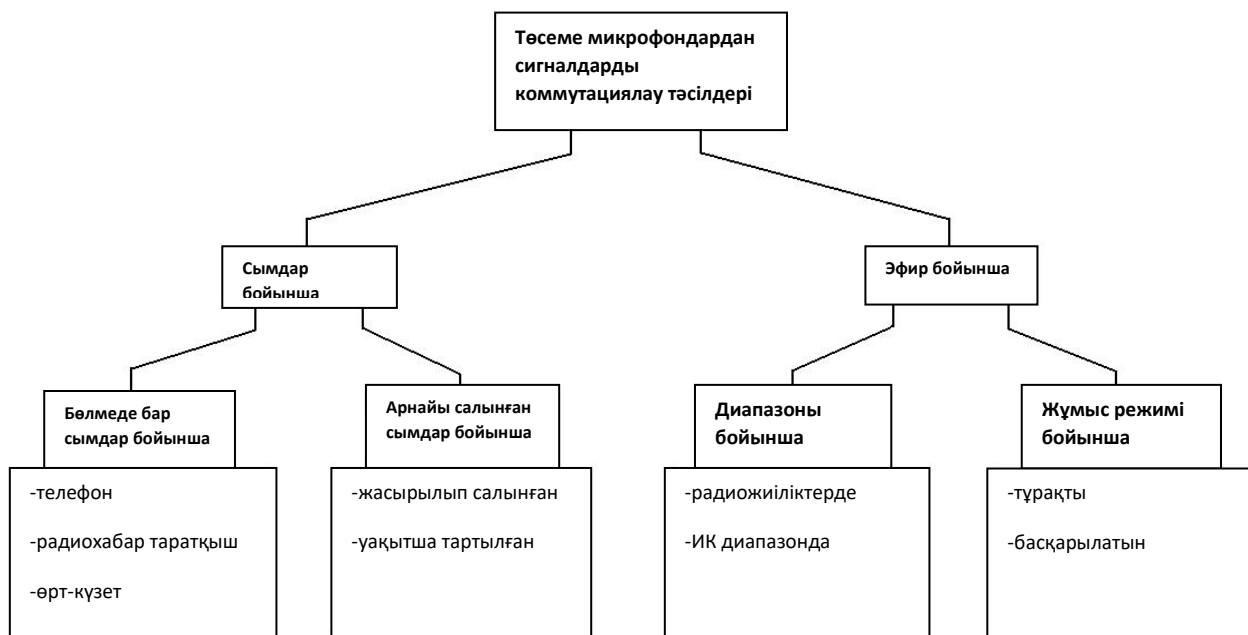 Төсеме микрофондардан
сигналдарды
коммутациялау тәсілдері
Сымдар
бойынша
Эфир бойынша
Бөлмеде бар
сымдар бойынша
Арнайы салынған
сымдар бойынша
Диапазоны
бойынша
Жұмыс режимі
бойынша
-телефон
-радиохабар таратқыш
-өрт-күзет
-жасырылып салынған
-уақытша тартылған
-радиожиіліктерде
-ИК диапазонда
-тұрақты
-басқарылатын